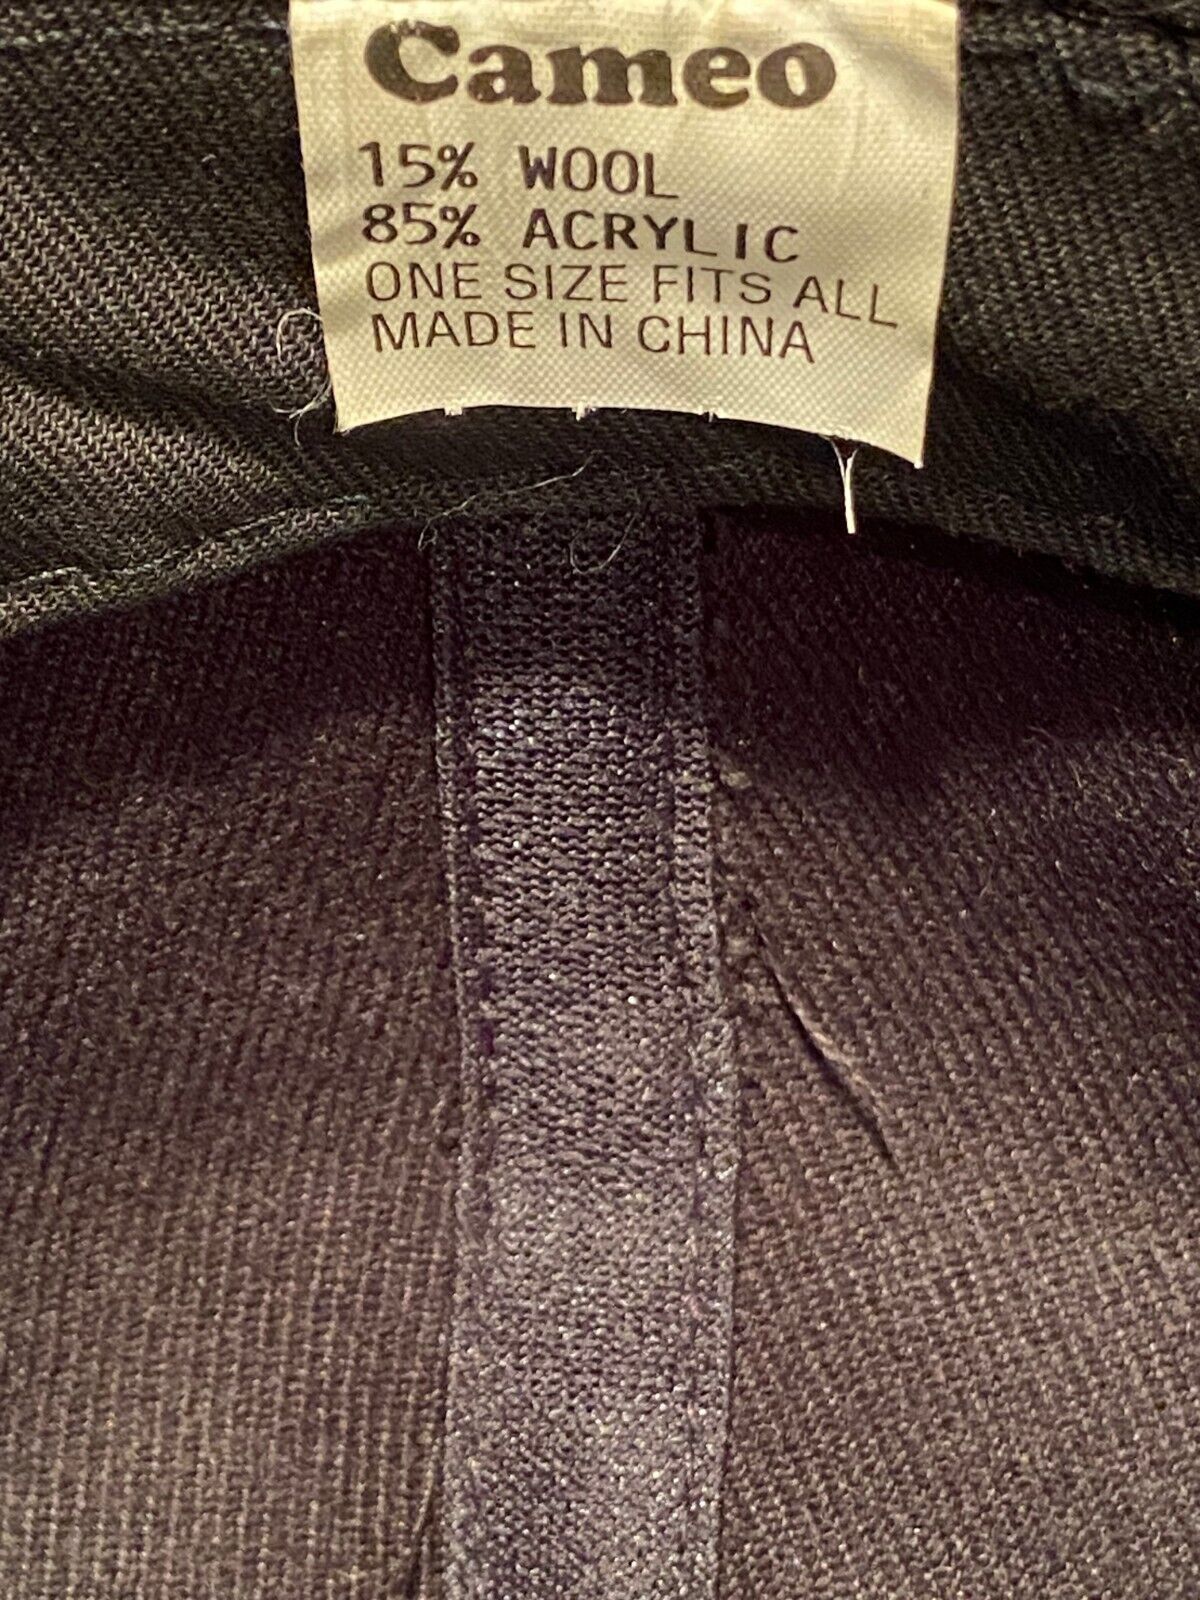 Cameo
15% WOOL
85% ACRYLIC
ONE SIZE FITS ALL
MADE IN CHINA